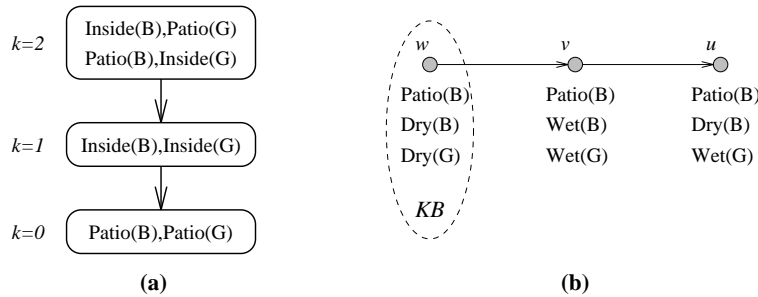 k=2
Inside(B),Patio(G)
Patio(B),Inside(G)
k=1
Inside(B),Inside(G)
k=0
Patio(B),Patio(G)
(a)
w v u
Patio(B) Patio(B) Patio(B)
Dry(B) Wet(B) Dry(B)
Dry(G) Wet(G) Wet(G)
KB
(b)